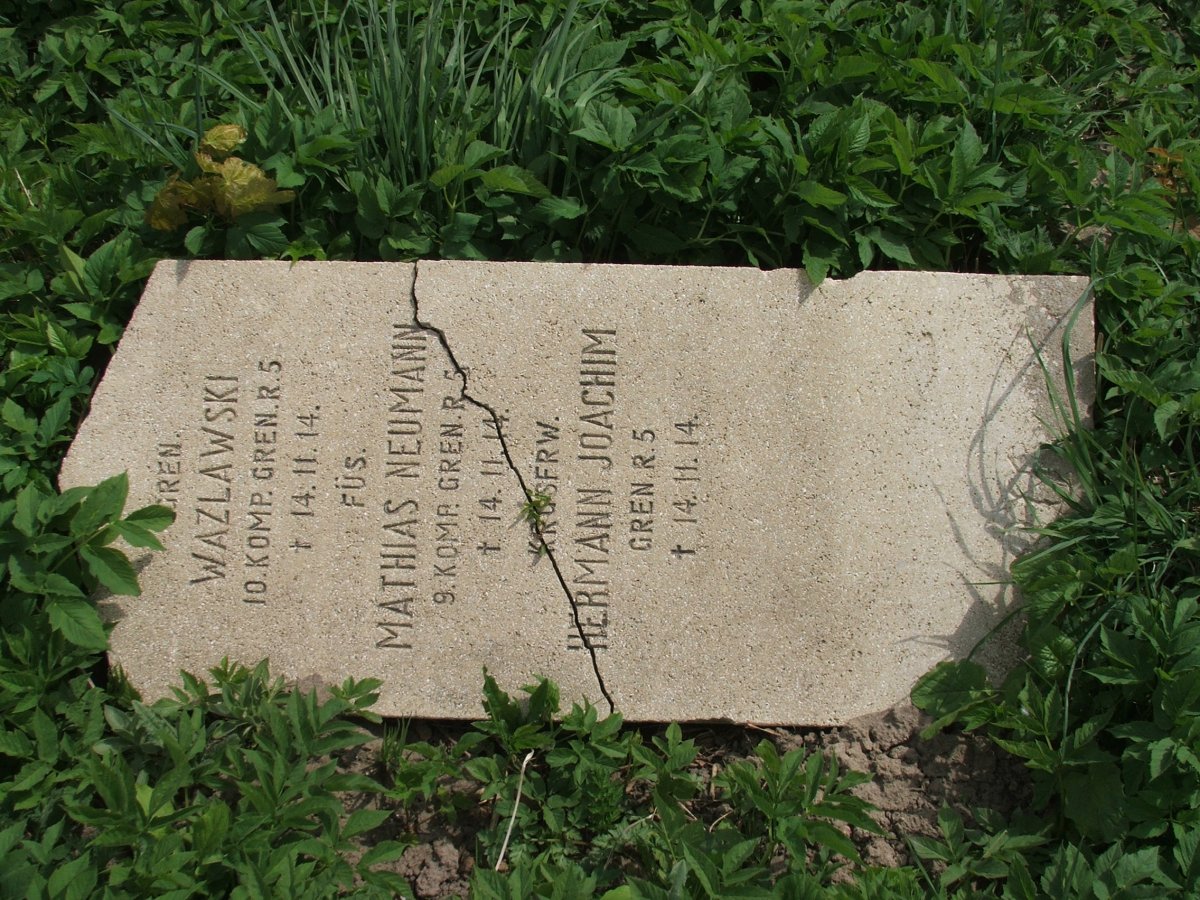 GREN.
WAZLAWSKI
10. KOMP. GREN. R. 5
† 14. 11. 14.
FÜS.
MATHIAS NEUMANN
9. KOMP. GREN. R. 5
† 14. 11. 14.
KRGSFRW.
HERMANN JOACHIM
GREN R. 5
† 14. 11. 14.